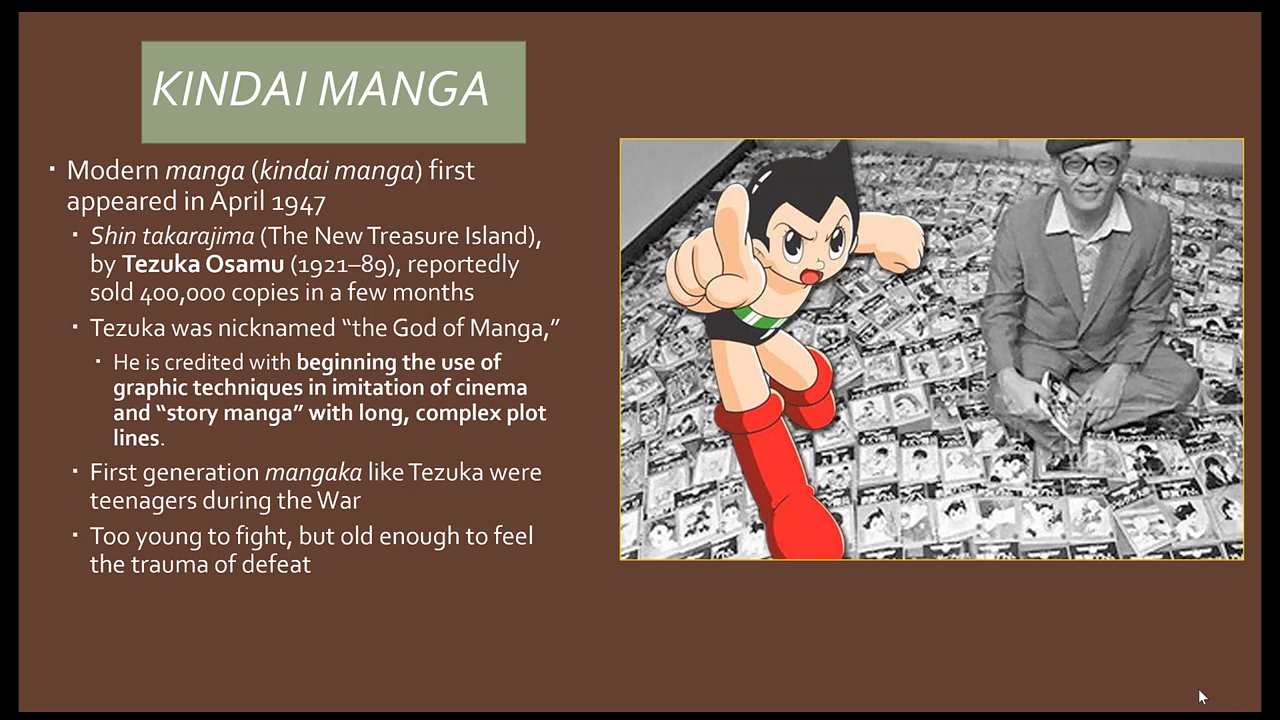 KINDAI MANGA
▪ Modern manga (kindai manga) first
appeared in April 1947
▪ Shin takarajima (The New Treasure Island),
by Tezuka Osamu (1921–89), reportedly
sold 400,000 copies in a few months
▪ Tezuka was nicknamed “the God of Manga,”
▪ He is credited with beginning the use of
graphic techniques in imitation of cinema
and “story manga” with long, complex plot
lines.
▪ First generation mangaka like Tezuka were
teenagers during the War
▪ Too young to fight, but old enough to feel
the trauma of defeat